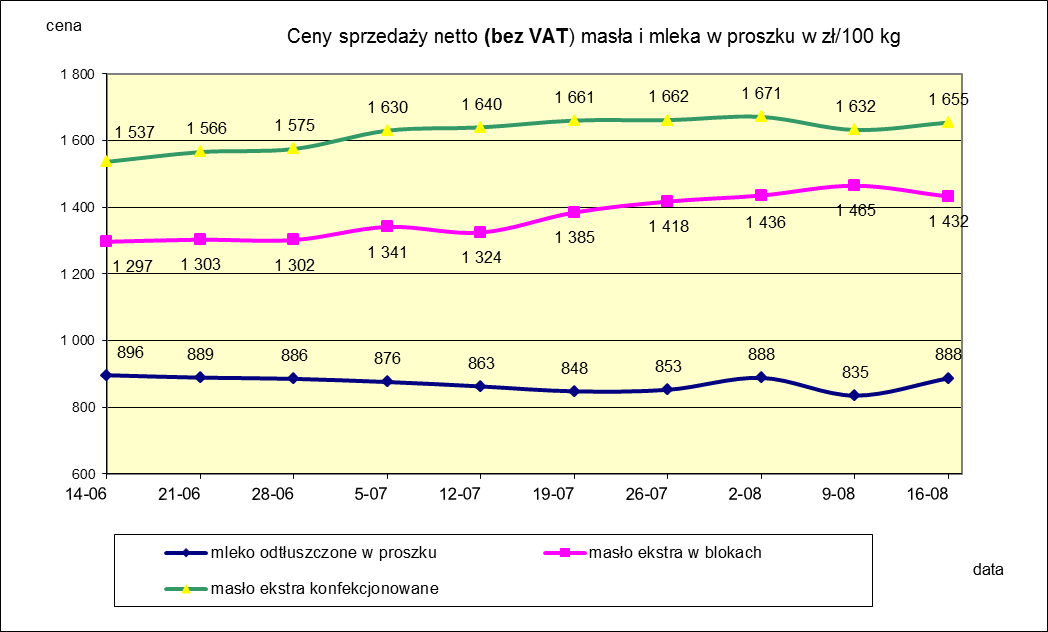 cena
Ceny sprzedaży netto (bez VAT) masła i mleka w proszku w zł/100 kg
1 800
1 600
1 400
1 200
1 000
800
600
1 537 1 566 1 575 1 630 1 640 1 661 1 662 1 671 1 632 1 655
1 297 1 303 1 302 1 341 1 324 1 385 1 418 1 436 1 465 1 432
896 889 886 876 863 848 853 888 835 888
14-06 21-06 28-06 5-07 12-07 19-07 26-07 2-08 9-08 16-08
mleko odtłuszczone w proszku masło ekstra w blokach
masło ekstra konfekcjonowane
data